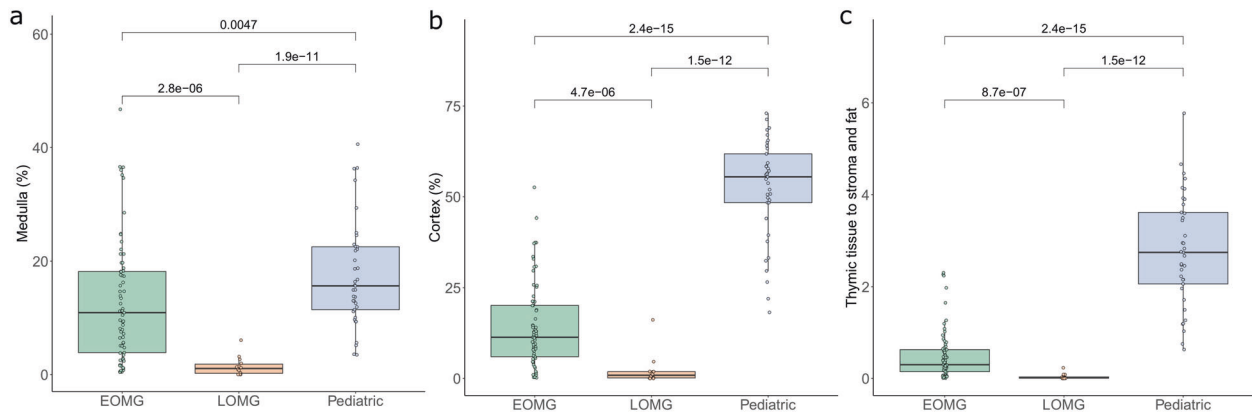 a
60
40
20
0
Medulla (%)
0.0047
1.9e−11
2.8e−06
EOMG
LOMG
Pediatric
b
75
50
25
0
Cortex (%)
2.4e−15
1.5e−12
4.7e−06
EOMG
LOMG
Pediatric
c
6
4
2
0
Thymic tissue to stroma and fat
2.4e−15
1.5e−12
8.7e−07
EOMG
LOMG
Pediatric